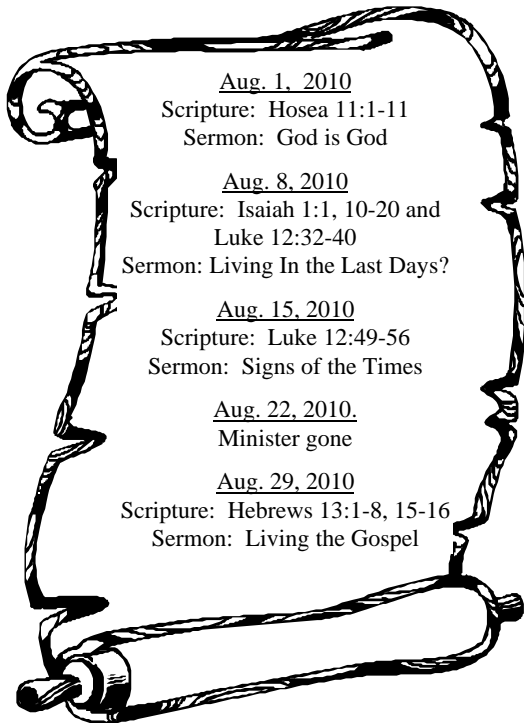 Aug. 1,  2010
Scripture:  Hosea 11:1-11
Sermon:  God is God
Aug. 8, 2010
Scripture:  Isaiah 1:1, 10-20 and
Luke 12:32-40
Sermon: Living In the Last Days?
Aug. 15, 2010
Scripture:  Luke 12:49-56
Sermon:  Signs of the Times
Aug. 22, 2010.
Minister gone
Aug. 29, 2010
Scripture:  Hebrews 13:1-8, 15-16
Sermon:  Living the Gospel